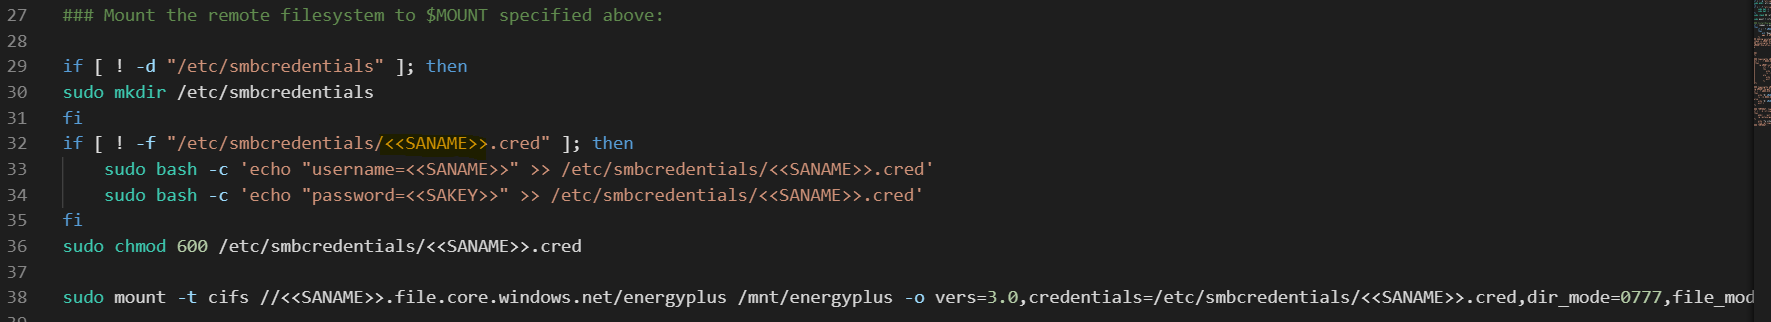 27 ### Mount the remote filesystem to $MOUNT specified above:
28
29 if [ ! -d "/etc/smbcredentials" ]; then
30 sudo mkdir /etc/smbcredentials
31 fi
32 if [ ! -f "/etc/smbcredentials/<<SANAME>>.cred" ]; then
33     sudo bash -c 'echo "username=<<SANAME>>" >> /etc/smbcredentials/<<SANAME>>.cred'
34     sudo bash -c 'echo "password=<<SAKEY>>" >> /etc/smbcredentials/<<SANAME>>.cred'
35 fi
36 sudo chmod 600 /etc/smbcredentials/<<SANAME>>.cred
37
38 sudo mount -t cifs //<<SANAME>>.file.core.windows.net/energyplus /mnt/energyplus -o vers=3.0,credentials=/etc/smbcredentials/<<SANAME>>.cred,dir_mode=0777,file_mod